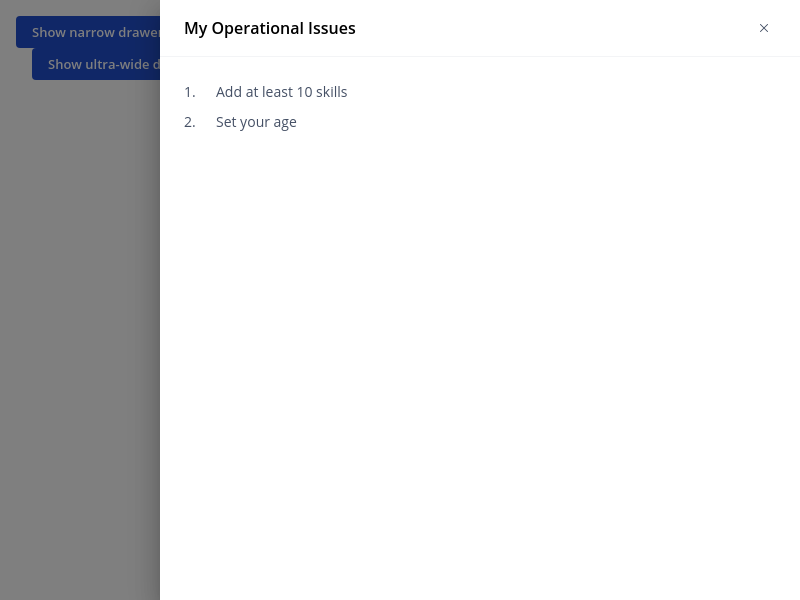 Show narrow drawer
My Operational Issues
Show ultra-wide d
1. Add at least 10 skills
2. Set your age